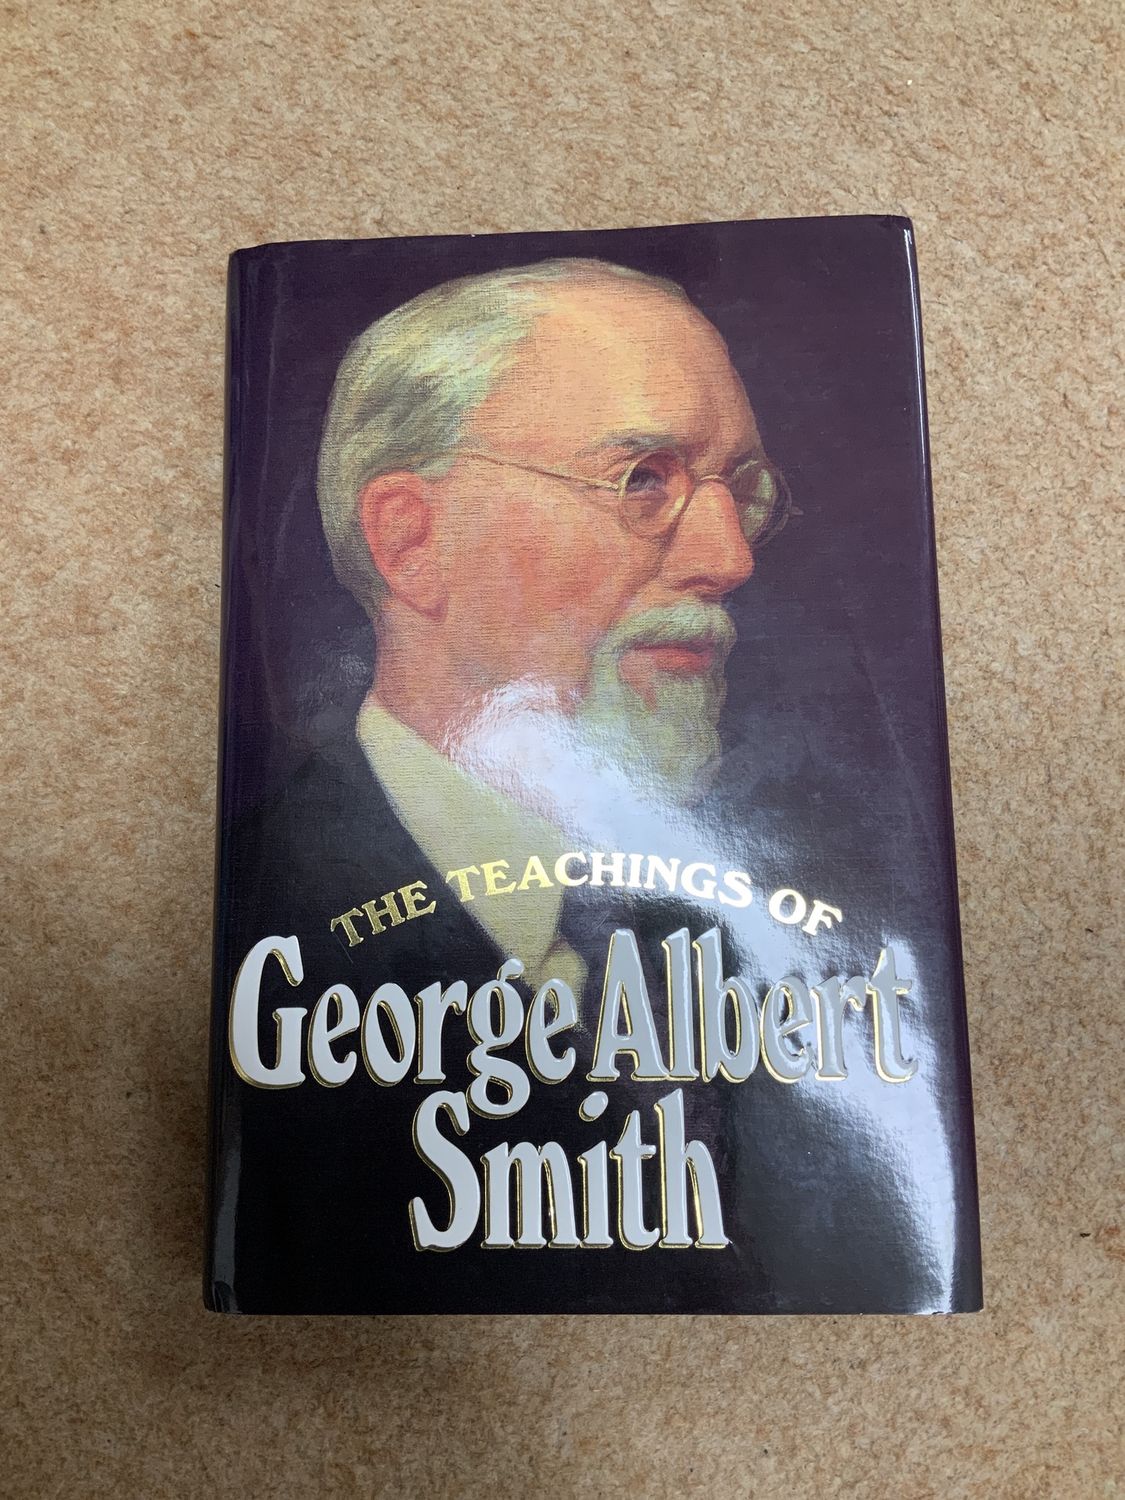 THE TEACHINGS OF
George Albert
Smith